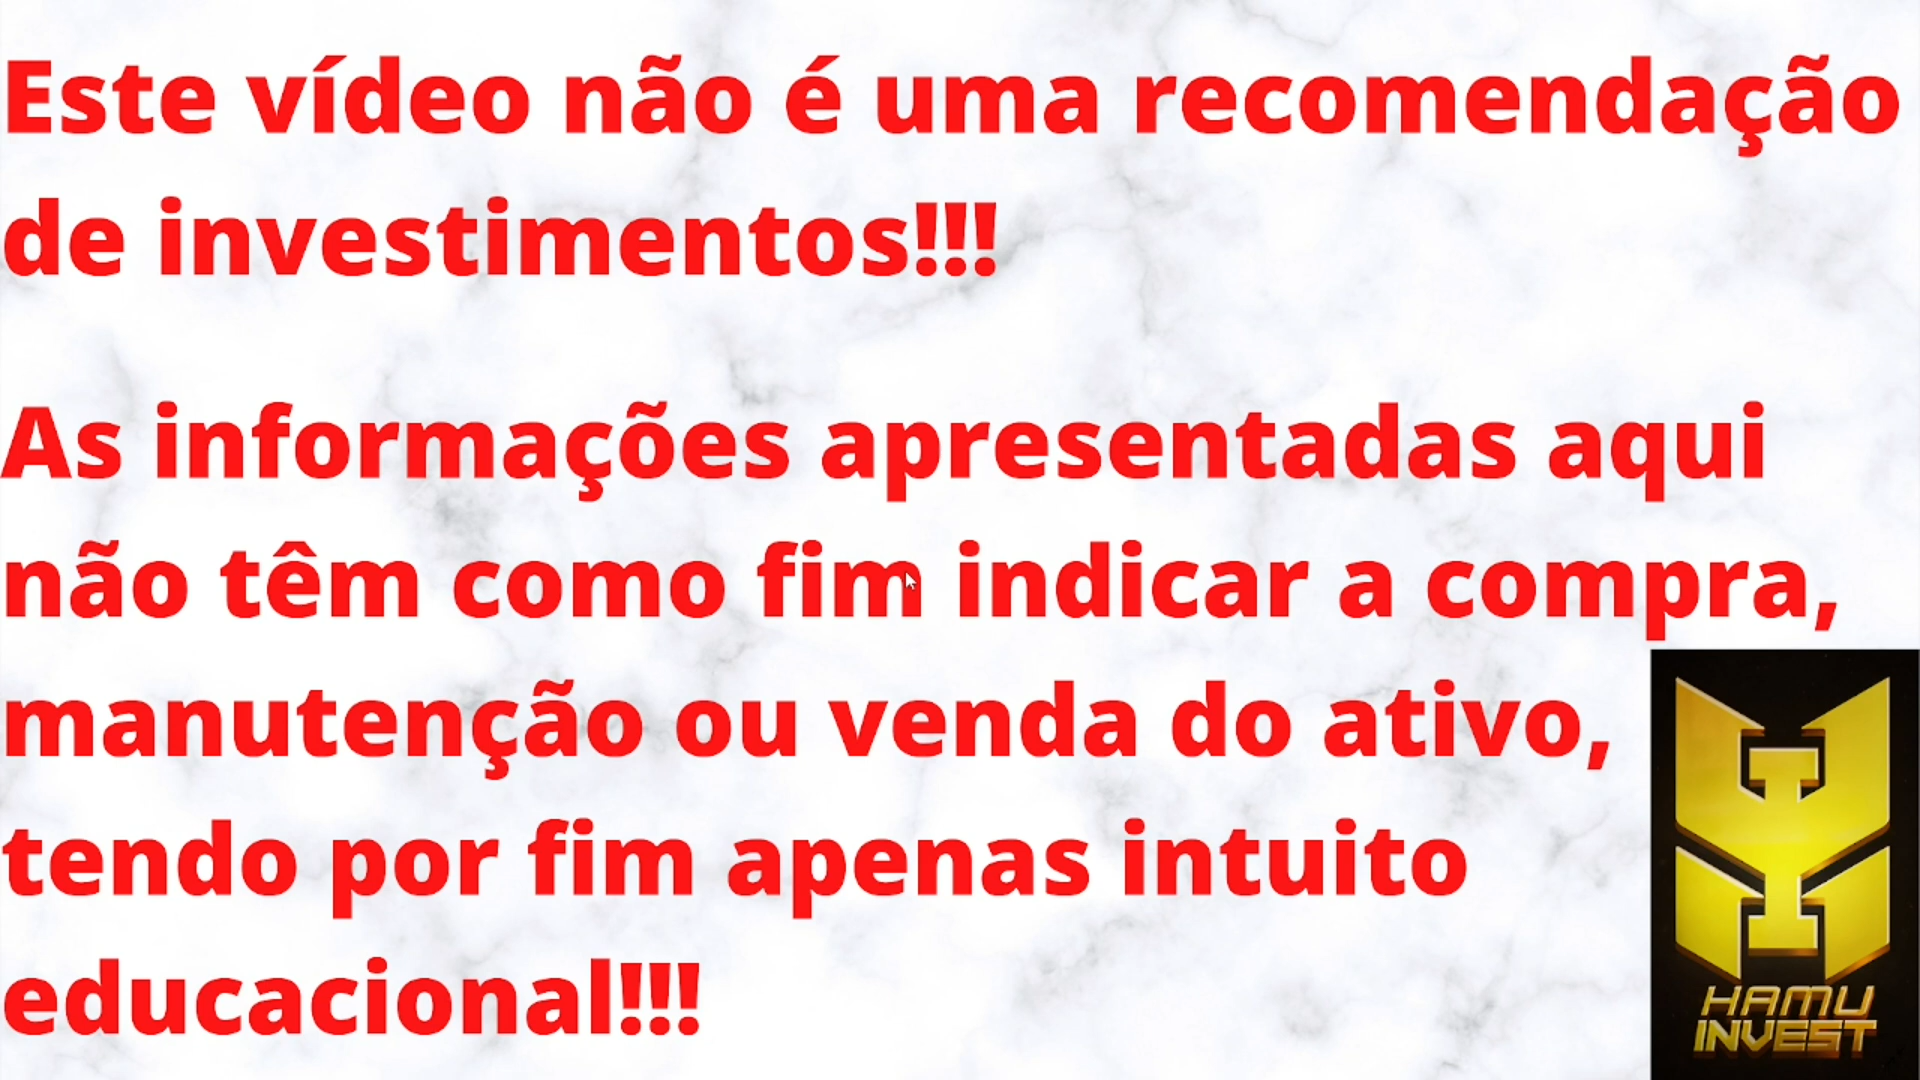 Este vídeo não é uma recomendação
de investimentos!!!
As informações apresentadas aqui
não têm como fim indicar a compra,
manutenção ou venda do ativo,
tendo por fim apenas intuito
educacional!!!
HAMU
INVEST